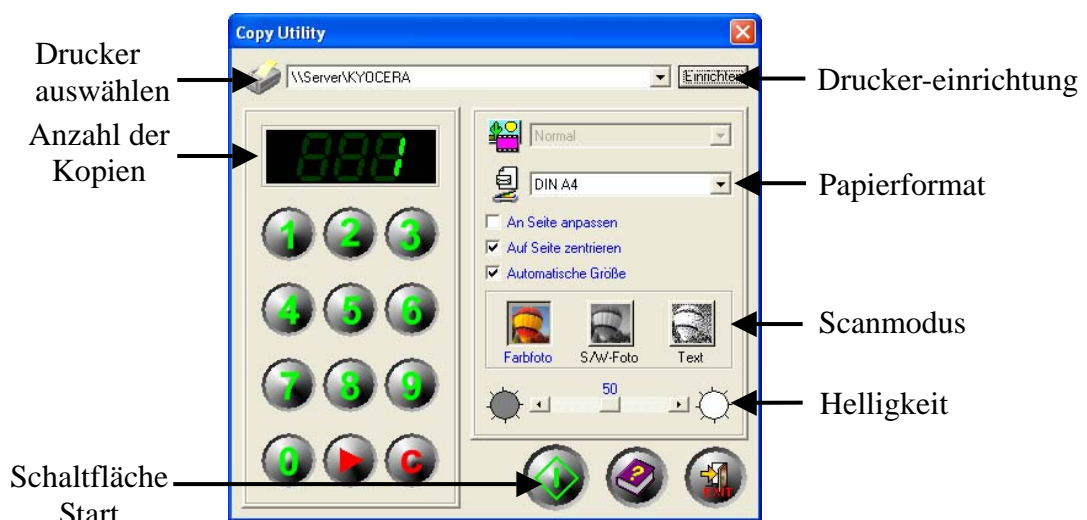 Copy Utility
Drucker
auswählen
\\Server\KYOCERA
Einrichten
Drucker-einrichtung
Anzahl der
Kopien
1
Normal
DIN A4
Papierformat
An Seite anpassen
Auf Seite zentrieren
Automatische Größe
1 2 3
4 5 6
7 8 9
0 C
Farbfoto S/W-Foto Text
Scanmodus
50
Helligkeit
Schaltfläche
Start
EXIT